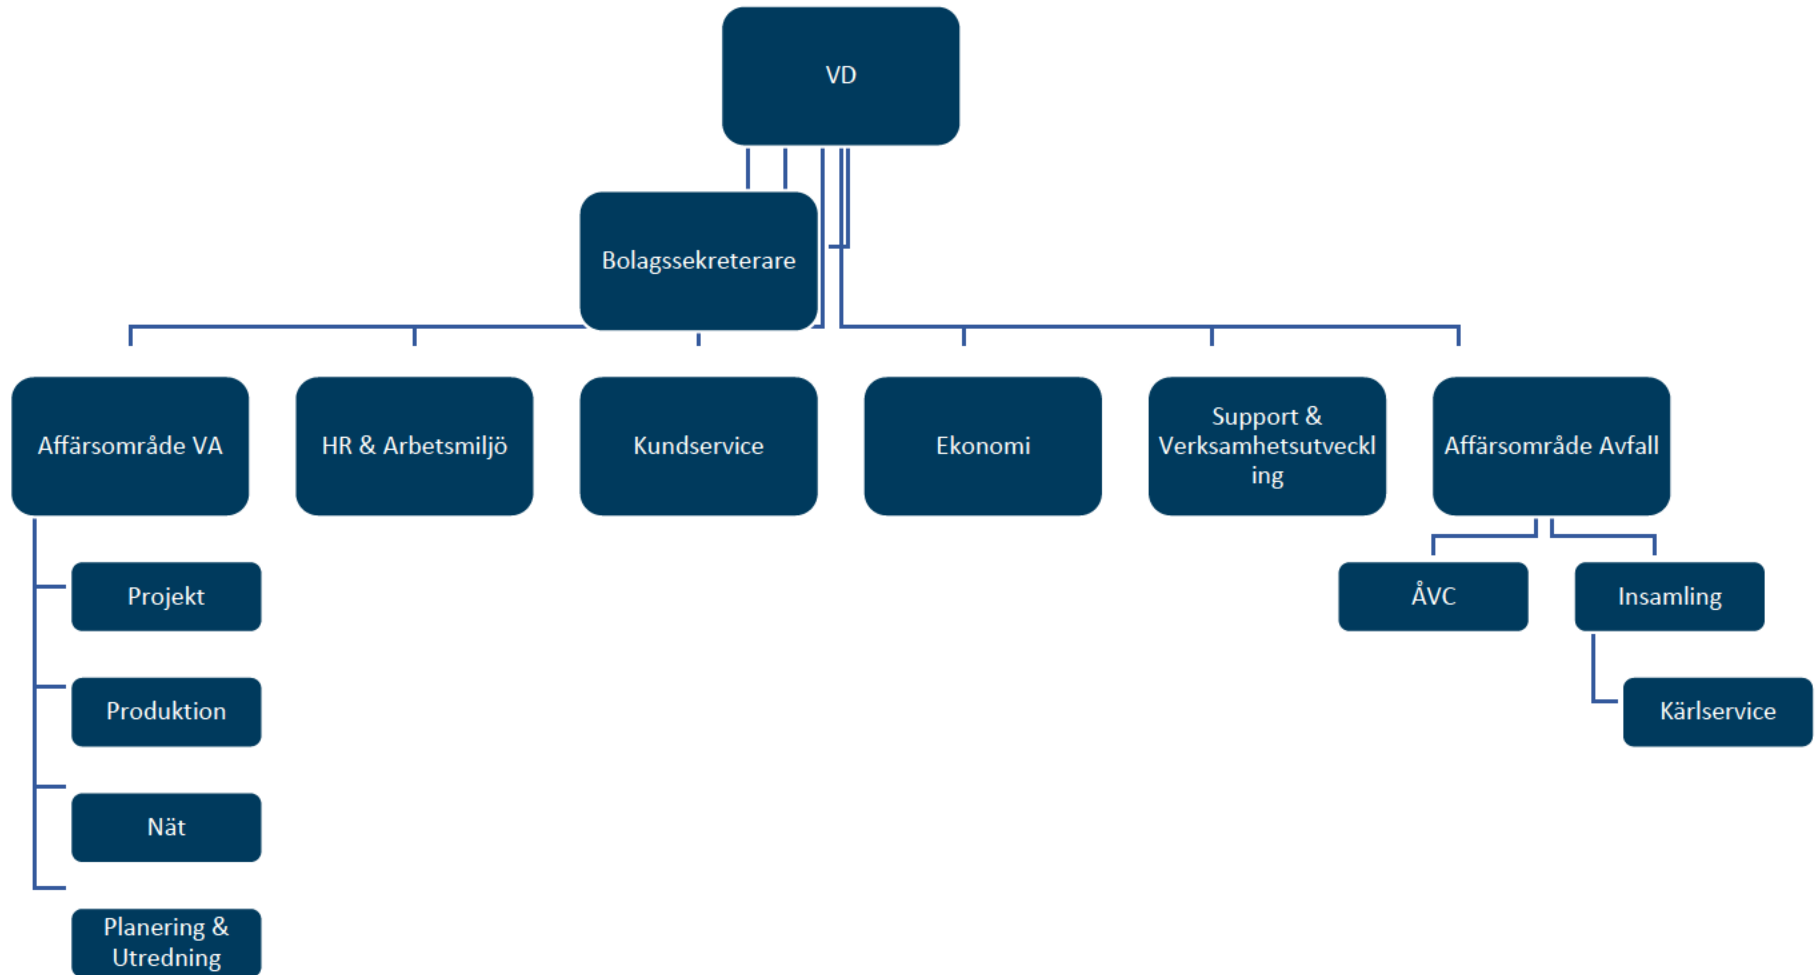 VD
Bolagssekreterare
Affärsområde VA
HR & Arbetsmiljö
Kundservice
Ekonomi
Support &
Verksamhetsutveckl
ing
Affärsområde Avfall
Projekt
ÅVC
Insamling
Produktion
Kärlservice
Nät
Planering &
Utredning